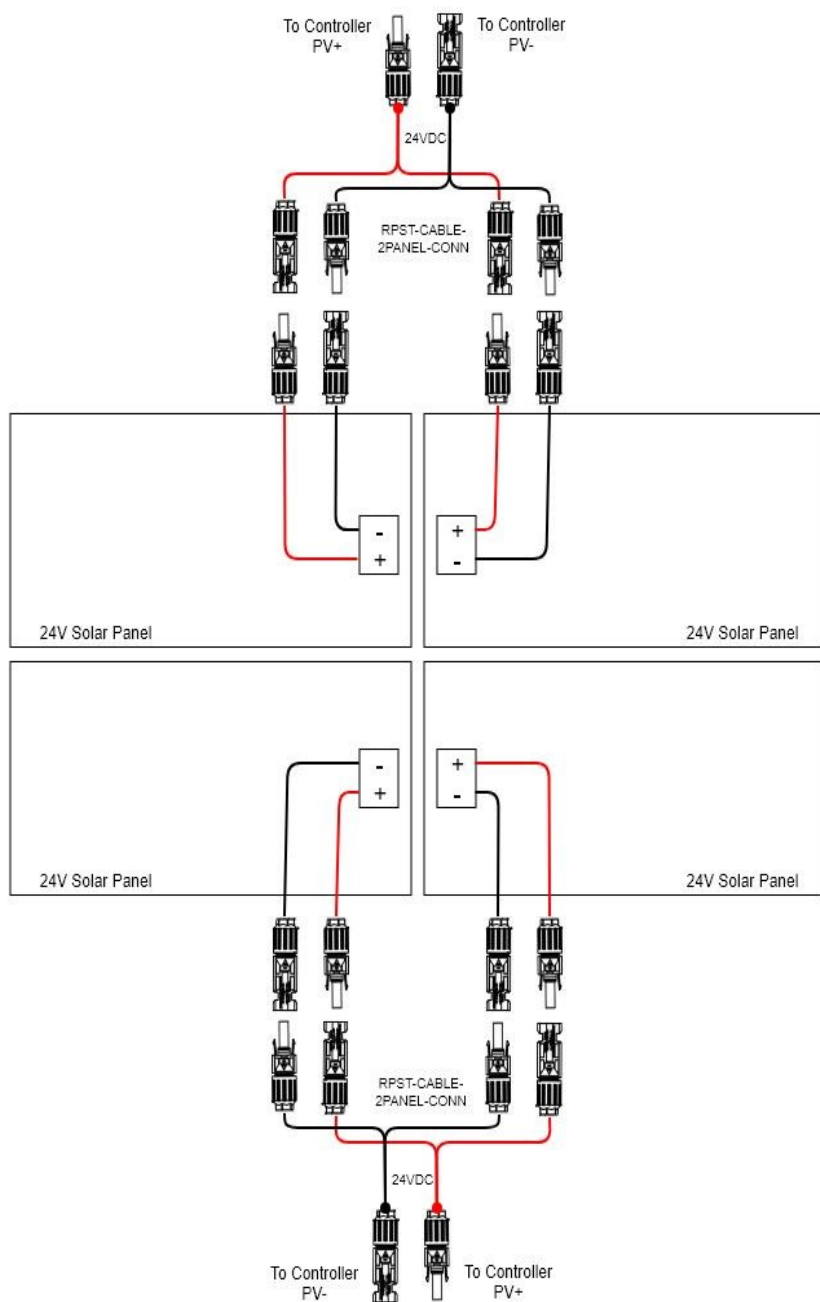 To Controller
PV+
To Controller
PV-
24VDC
RPST-CABLE-
2PANEL-CONN
-
+
+
-
24V Solar Panel
24V Solar Panel
-
+
+
-
24V Solar Panel
24V Solar Panel
RPST-CABLE-
2PANEL-CONN
24VDC
To Controller
PV-
To Controller
PV+